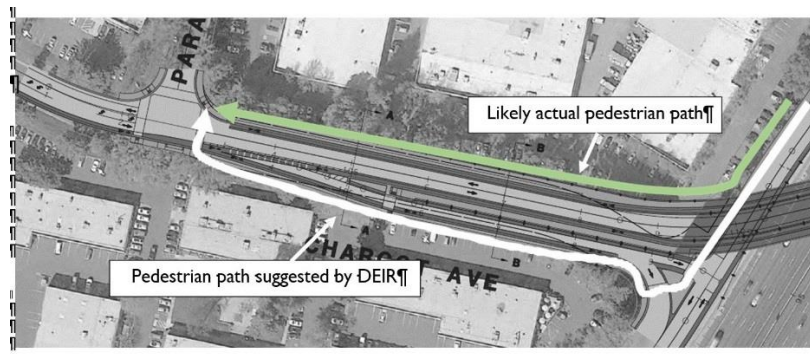 PARA
A
B
Likely actual pedestrian path¶
A
B
CHARCOT AVE
Pedestrian path suggested by DEIR¶